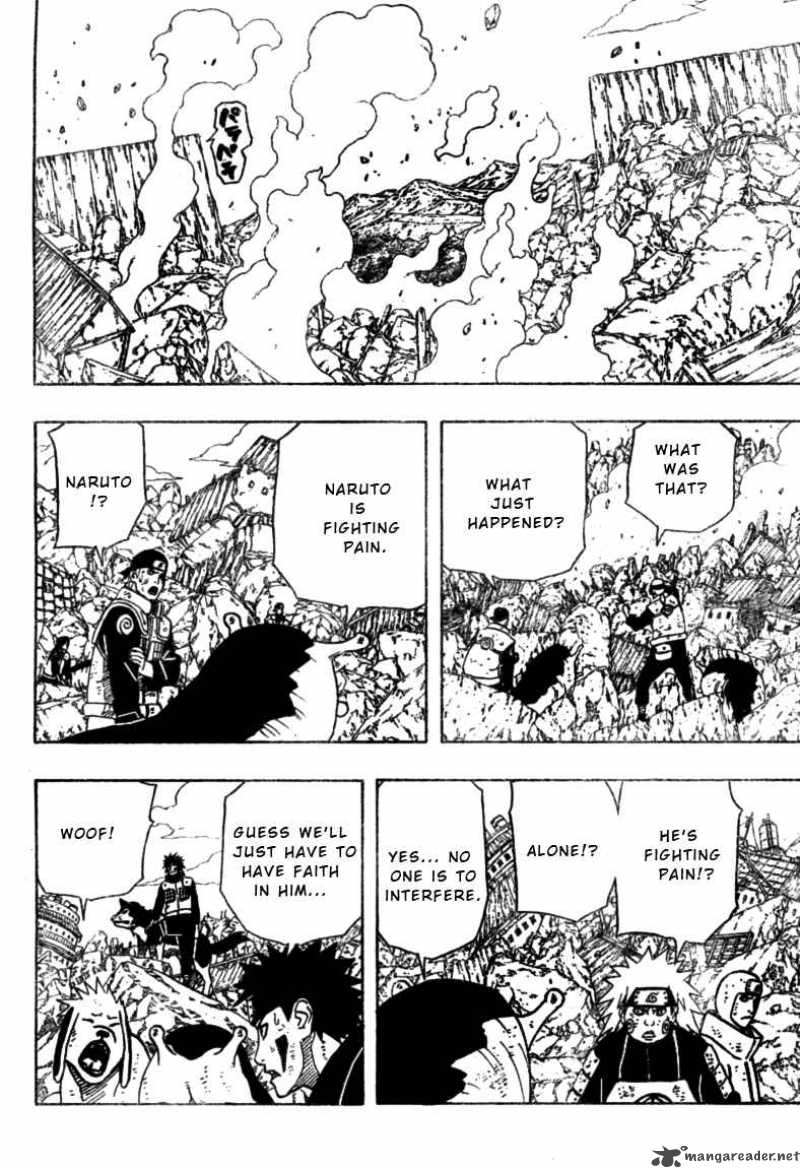 パラパラ
WHAT
WAS
THAT?
WHAT
JUST
HAPPENED?
NARUTO
IS
FIGHTING
PAIN.
NARUTO
!?
HE'S
FIGHTING
PAIN!?
ALONE!?
YES... NO
ONE IS TO
INTERFERE.
GUESS WE'LL
JUST HAVE TO
HAVE FAITH
IN HIM...
WOOF!
mangareader.net